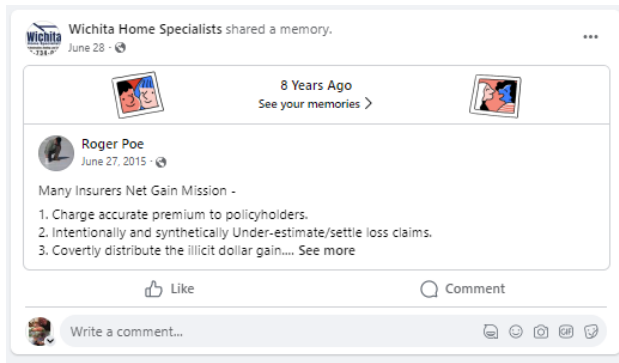 Wichita Home Specialists shared a memory.
June 28 ·
Wichita
8 Years Ago
See your memories >
Roger Poe
June 27, 2015 ·
Many Insurers Net Gain Mission -
1. Charge accurate premium to policyholders.
2. Intentionally and synthetically Under-estimate/settle loss claims.
3. Covertly distribute the illicit dollar gain.... See more
Like
Comment
Write a comment...
GIF